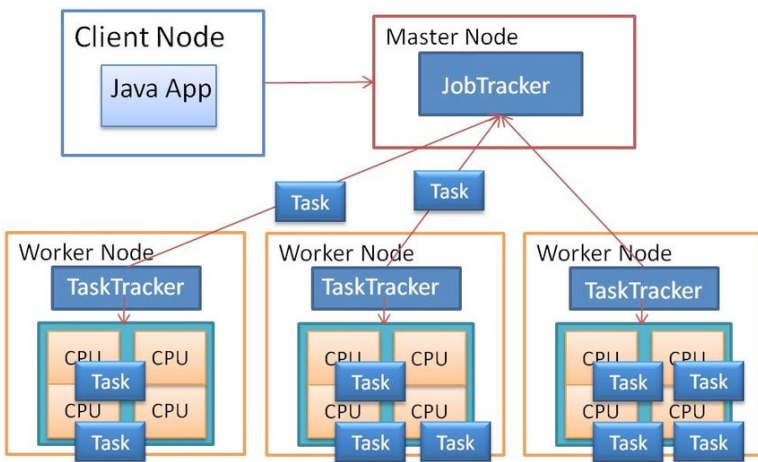 Client Node
Java App
Master Node
JobTracker
Task
Task
Worker Node
TaskTracker
CPU
CPU
Task
CPU
CPU
Task
Worker Node
TaskTracker
CPU
CPU
Task
CPU
CPU
Task
Task
Worker Node
TaskTracker
CPU
CPU
Task
Task
CPU
CPU
Task
Task